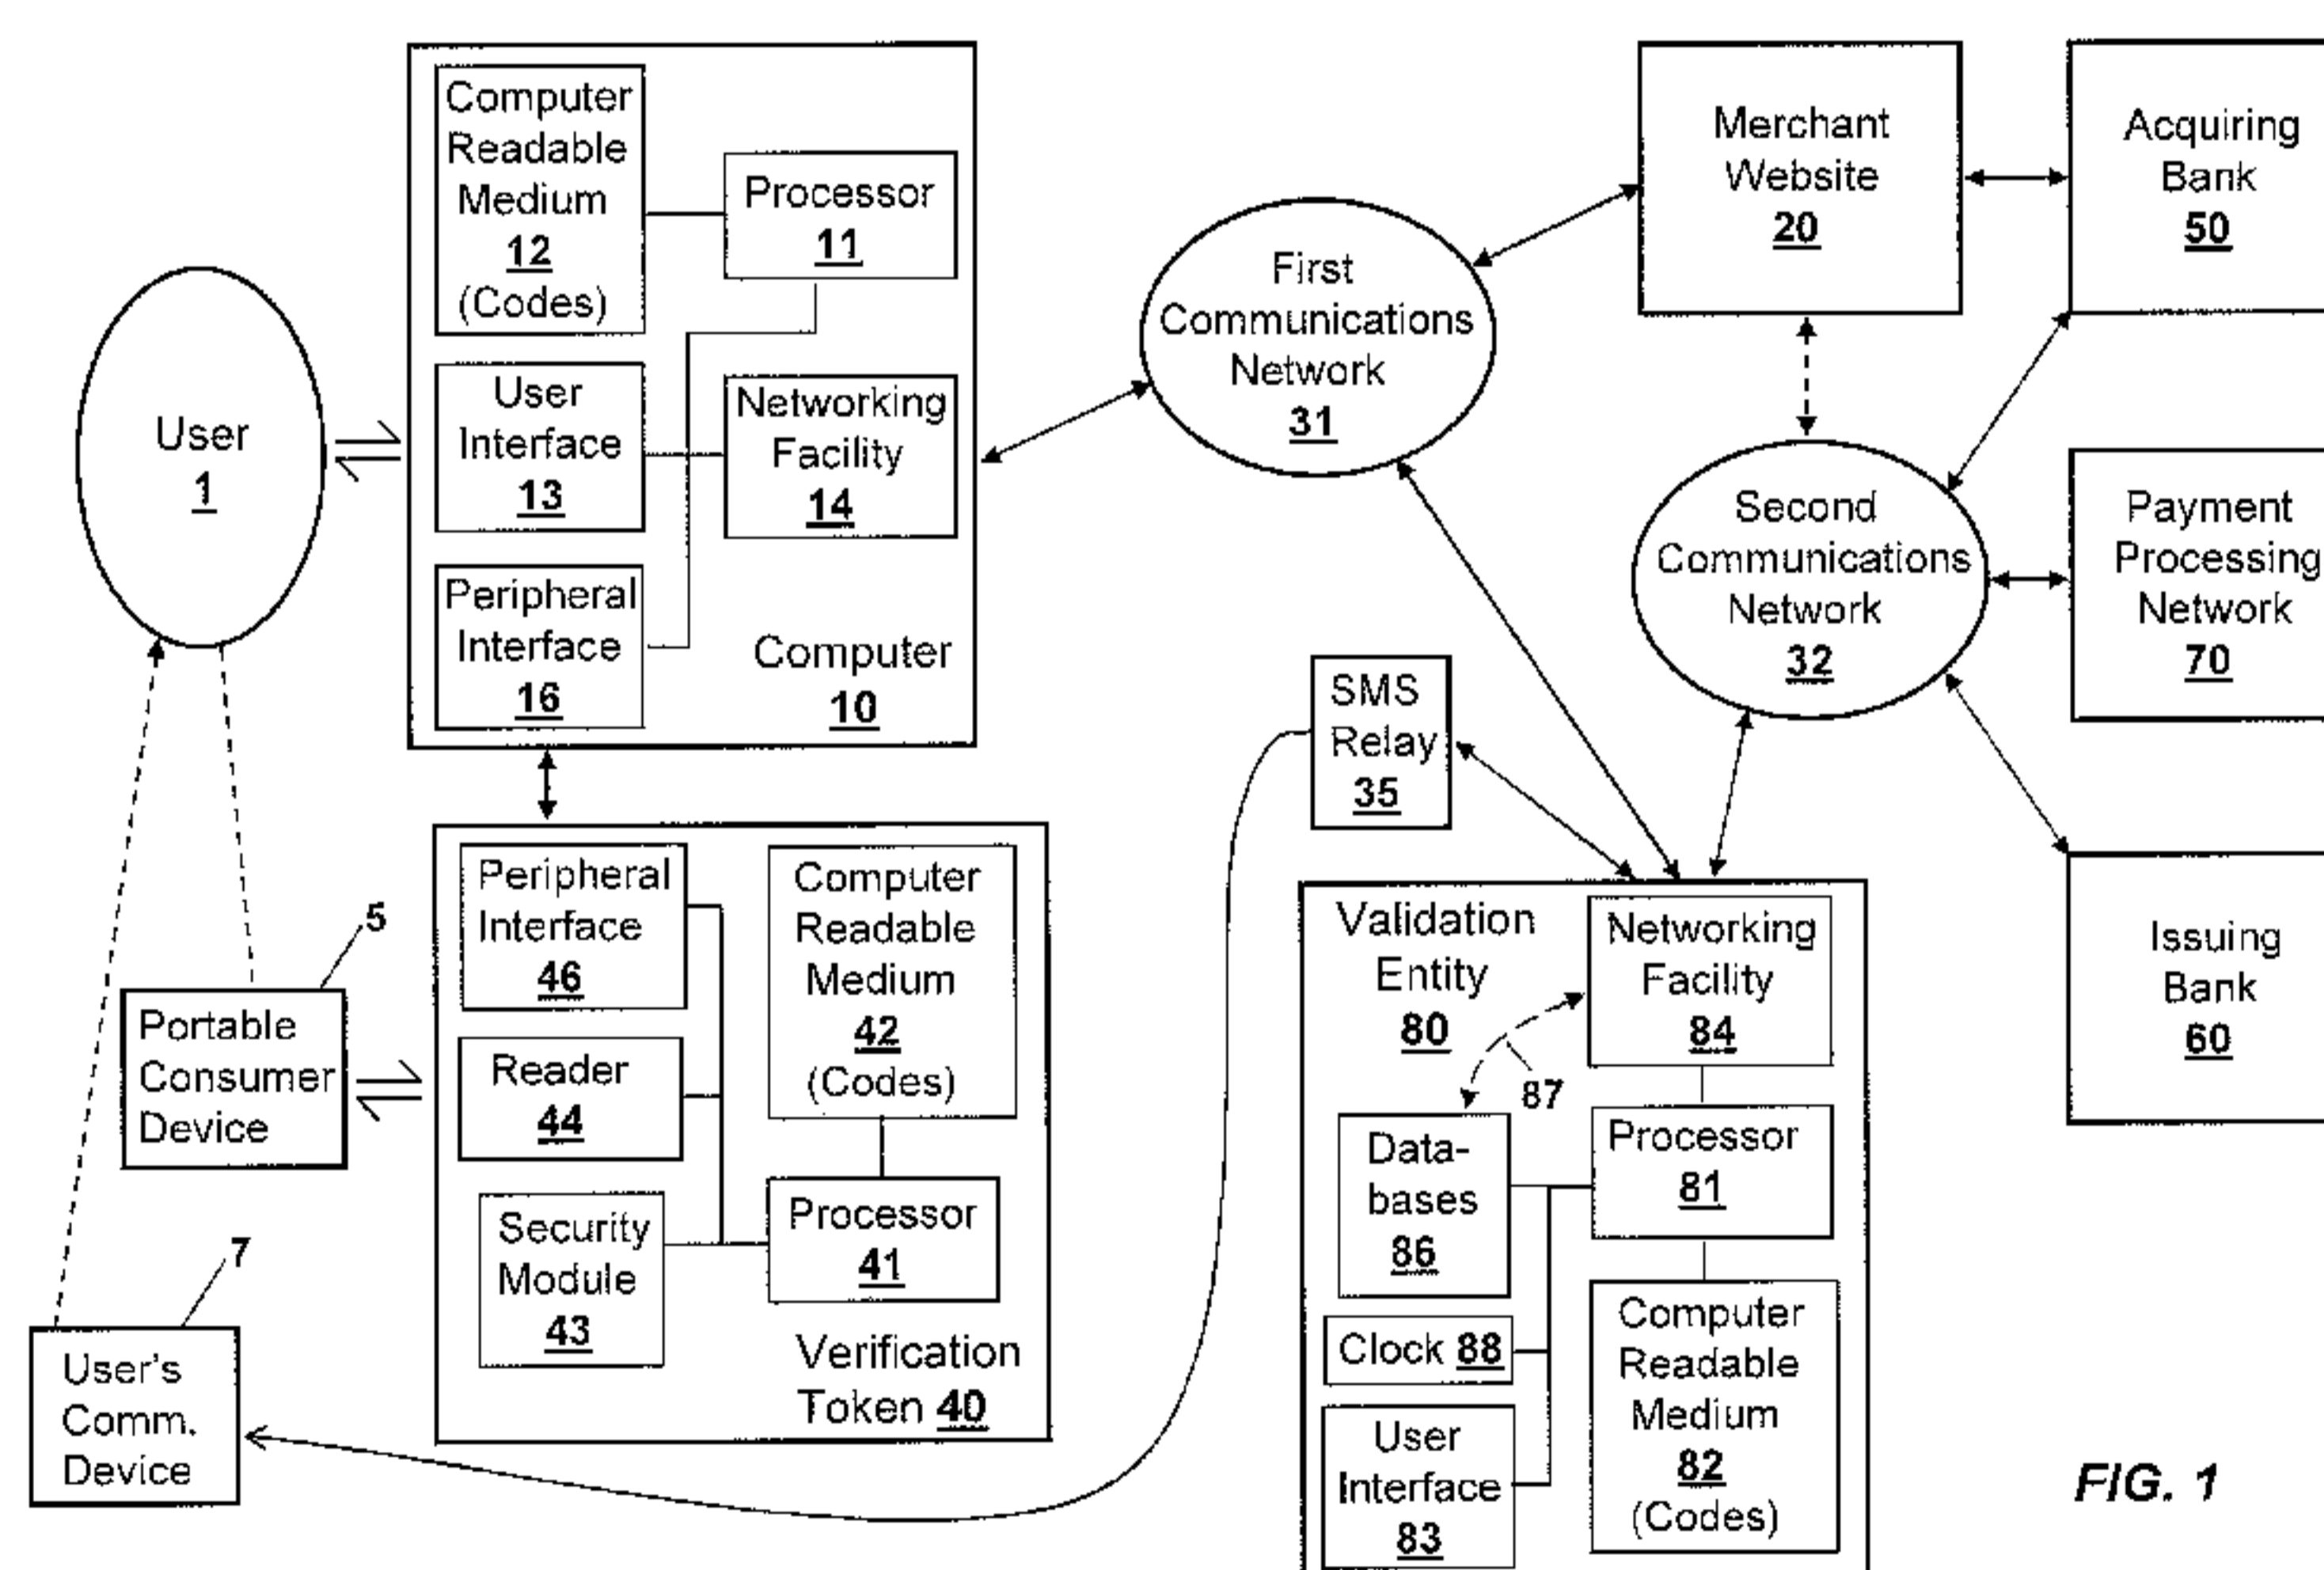 Computer
Readable
Medium
12
(Codes)
Processor
11
User
Interface
13
Networking
Facility
14
Peripheral
Interface
16
Computer
10
User
1
First
Communications
Network
31
Merchant
Website
20
Acquiring
Bank
50
Second
Communications
Network
32
Payment
Processing
Network
70
SMS
Relay
35
Issuing
Bank
60
5
Portable
Consumer
Device
7
User's
Comm.
Device
Peripheral
Interface
46
Computer
Readable
Medium
42
(Codes)
Reader
44
Security
Module
43
Processor
41
Verification
Token 40
Validation
Entity
80
Networking
Facility
84
87
Data-
bases
86
Processor
81
Clock 88
User
Interface
83
Computer
Readable
Medium
82
(Codes)
FIG. 1